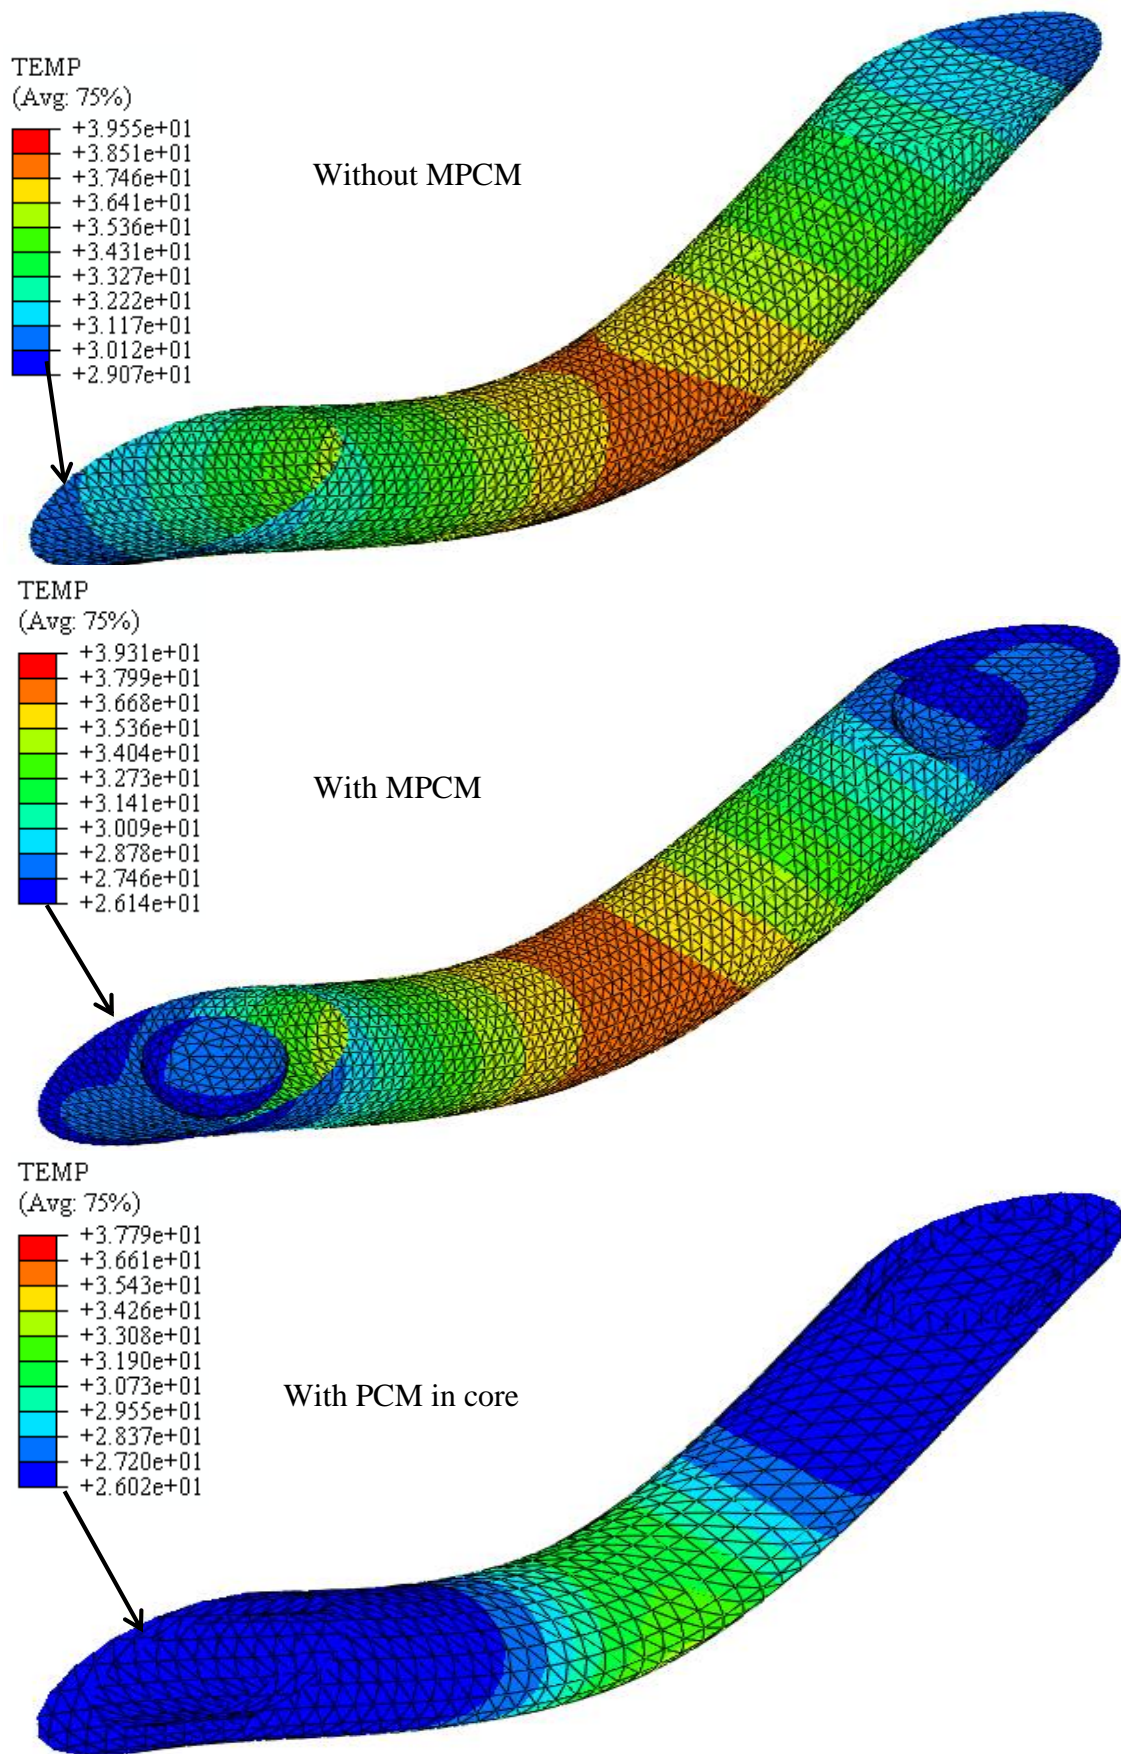 TEMP
(Avg: 75%)
+3.955e+01
+3.851e+01
+3.746e+01
+3.641e+01
+3.536e+01
+3.431e+01
+3.327e+01
+3.222e+01
+3.117e+01
+3.012e+01
+2.907e+01
Without MPCM
TEMP
(Avg: 75%)
+3.931e+01
+3.799e+01
+3.668e+01
+3.536e+01
+3.404e+01
+3.273e+01
+3.141e+01
+3.009e+01
+2.878e+01
+2.746e+01
+2.614e+01
With MPCM
TEMP
(Avg: 75%)
+3.779e+01
+3.661e+01
+3.543e+01
+3.426e+01
+3.308e+01
+3.190e+01
+3.073e+01
+2.955e+01
+2.837e+01
+2.720e+01
+2.602e+01
With PCM in core